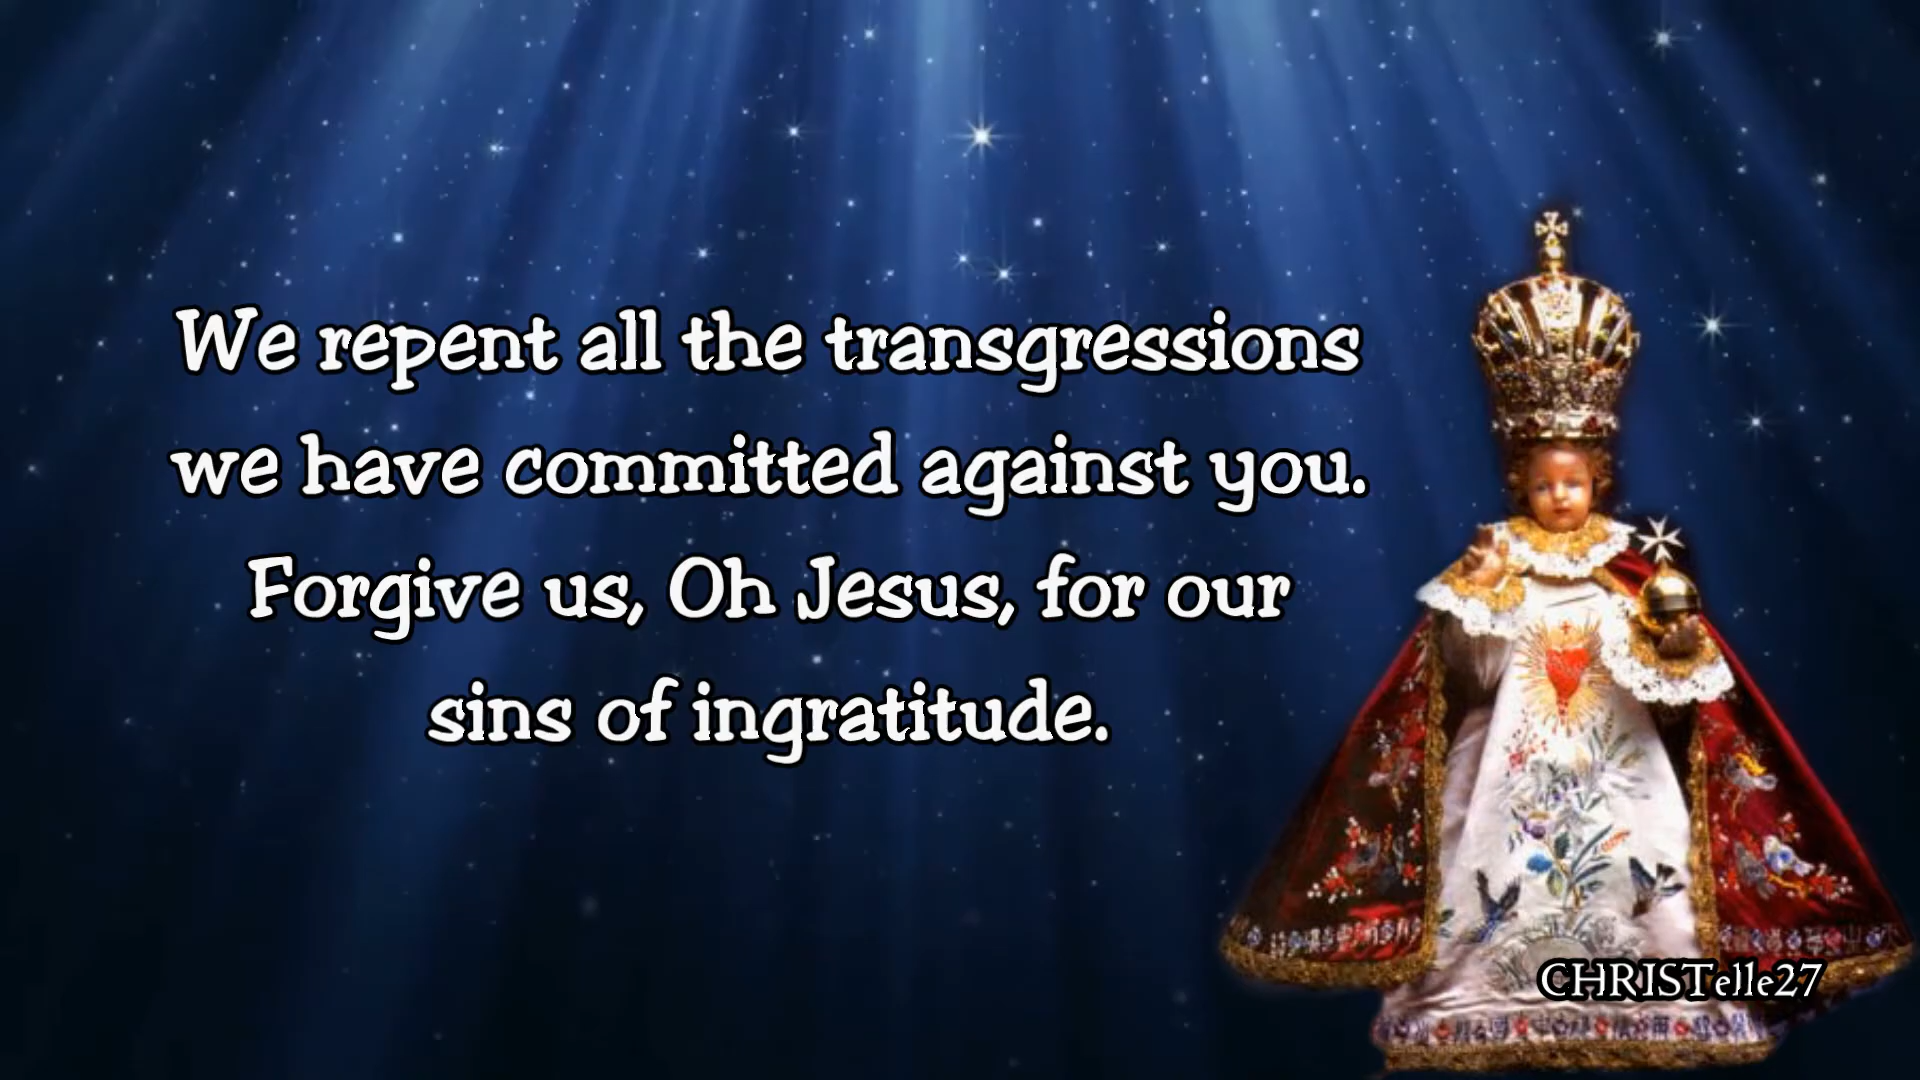 We repent all the transgressions
we have committed against you.
Forgive us, Oh Jesus, for our
sins of ingratitude.
CHRISTelle27